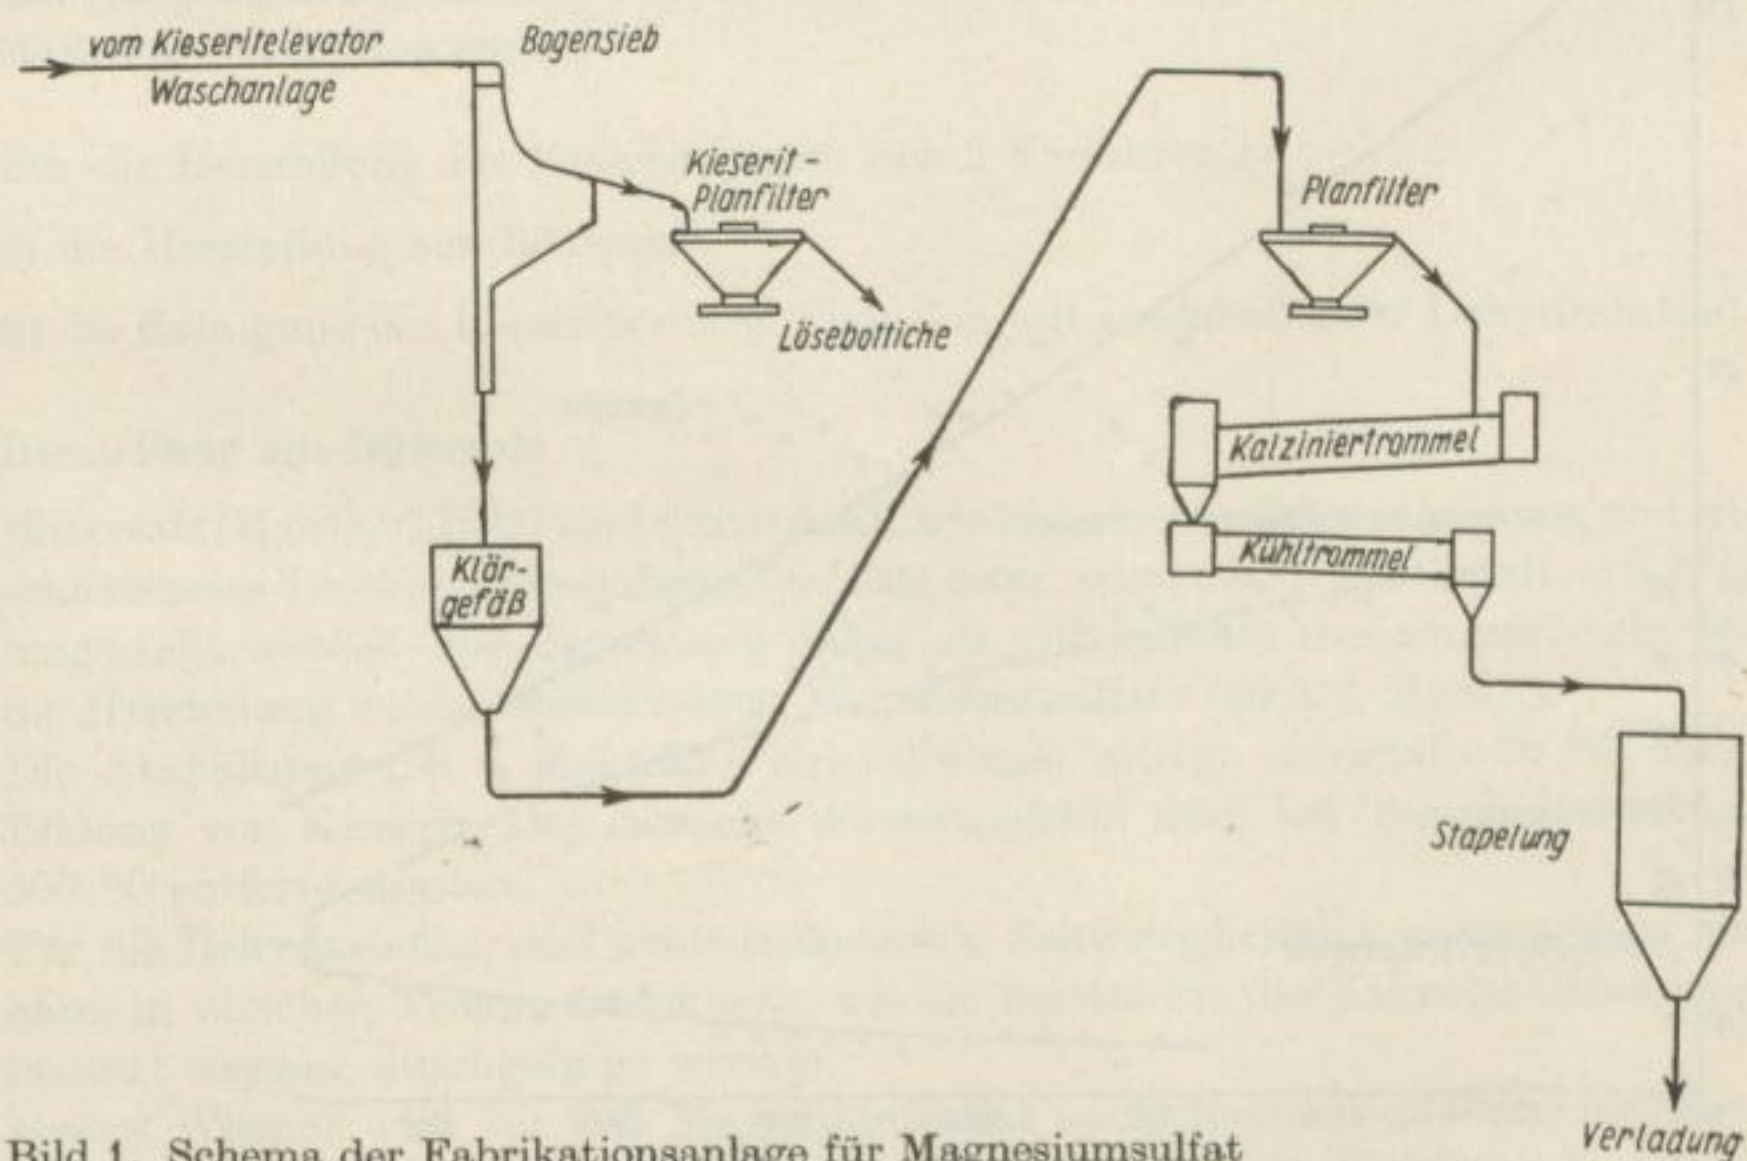 vom Kieseritelevator
Waschanlage
Bogensieb
Kieserit-
Planfilter
Lösebottiche
Klär-
gefäß
Planfilter
Kalziniertrommel
Kühltrommel
Stapelung
Verladung
Bild 1. Schema der Fabrikationsanlage für Magnesiumsulfat